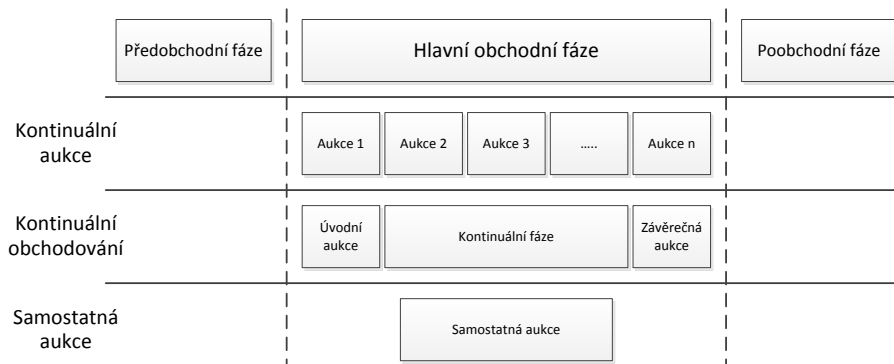 Předobchodní fáze
Hlavní obchodní fáze
Poobchodní fáze
Kontinuální
aukce
Aukce 1
Aukce 2
Aukce 3
.....
Aukce n
Kontinuální
obchodování
Úvodní
aukce
Kontinuální fáze
Závěrečná
aukce
Samostatná
aukce
Samostatná aukce